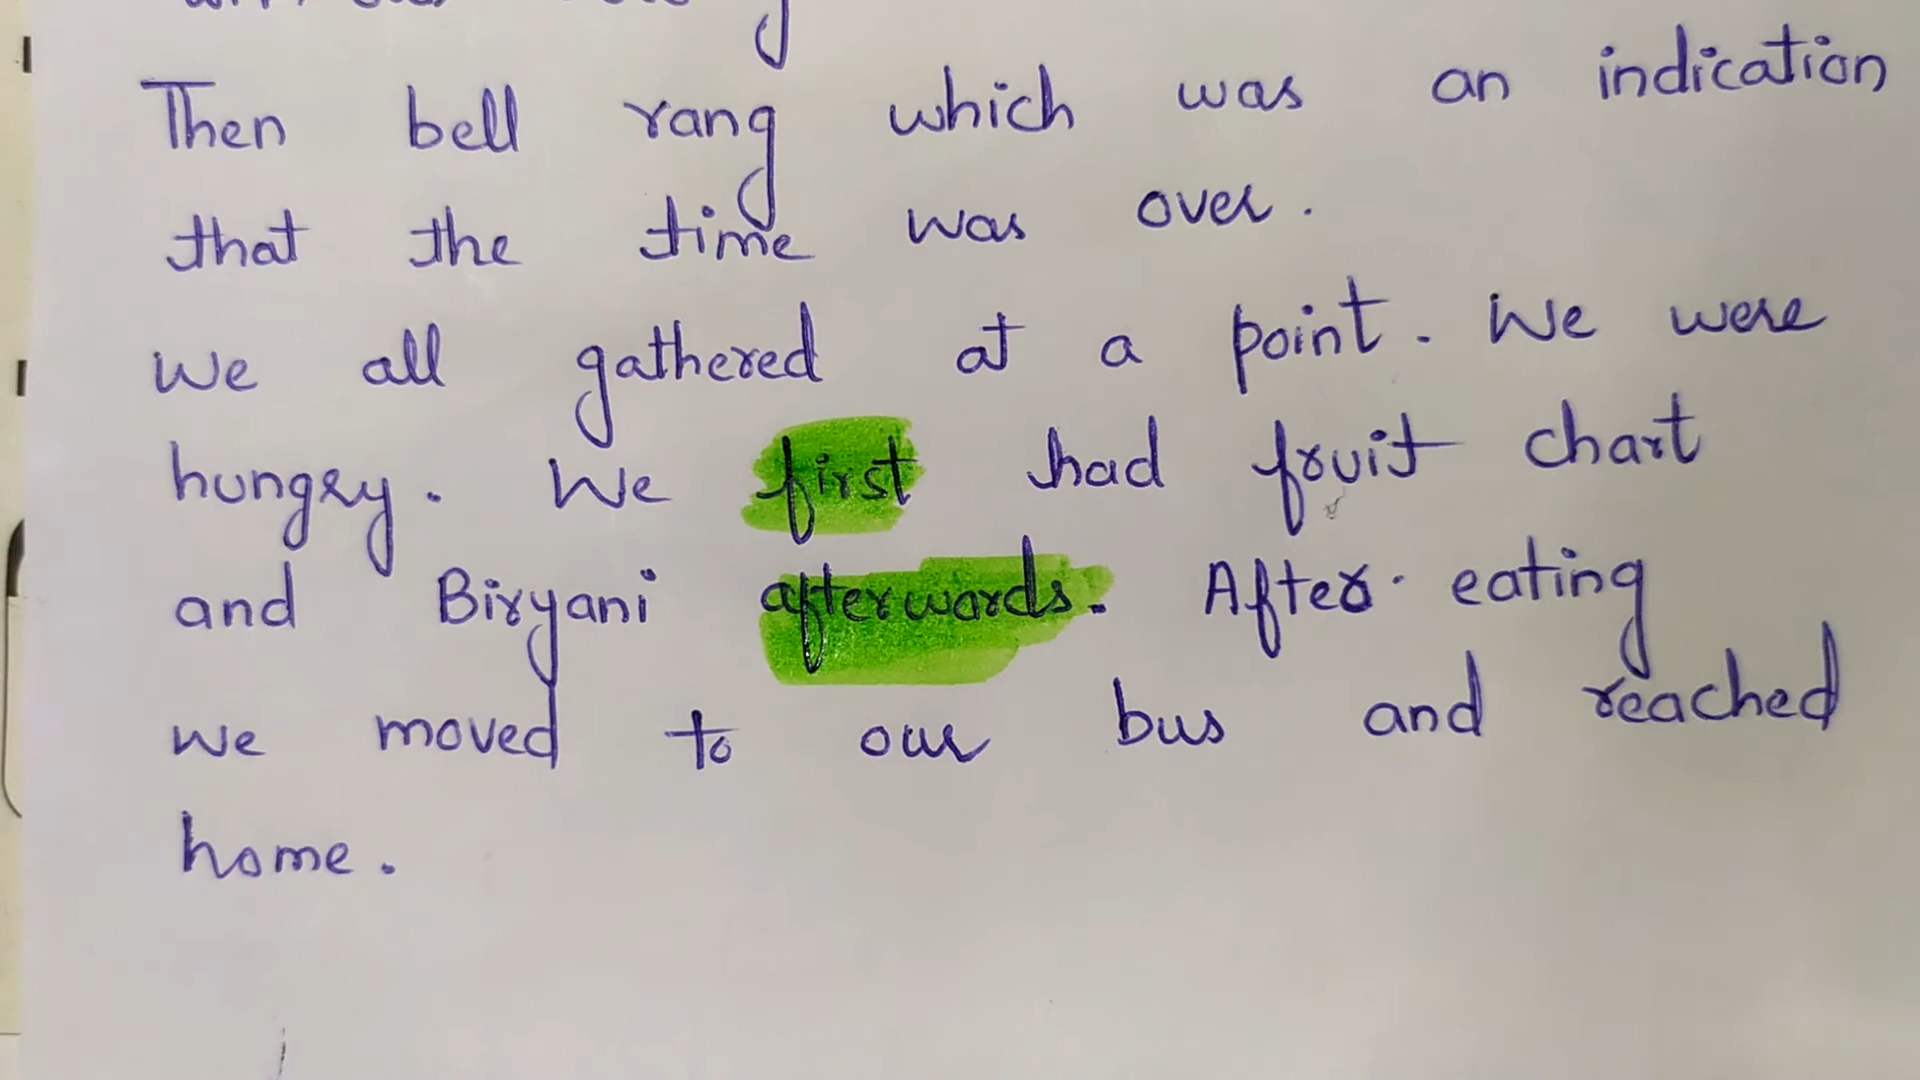 Then bell rang which was an indication
that the time was over.
We all gathered at a point. We were
hungry. We first had fruit chart
and Biryani afterwords. After eating
we moved to our bus and reached
home.